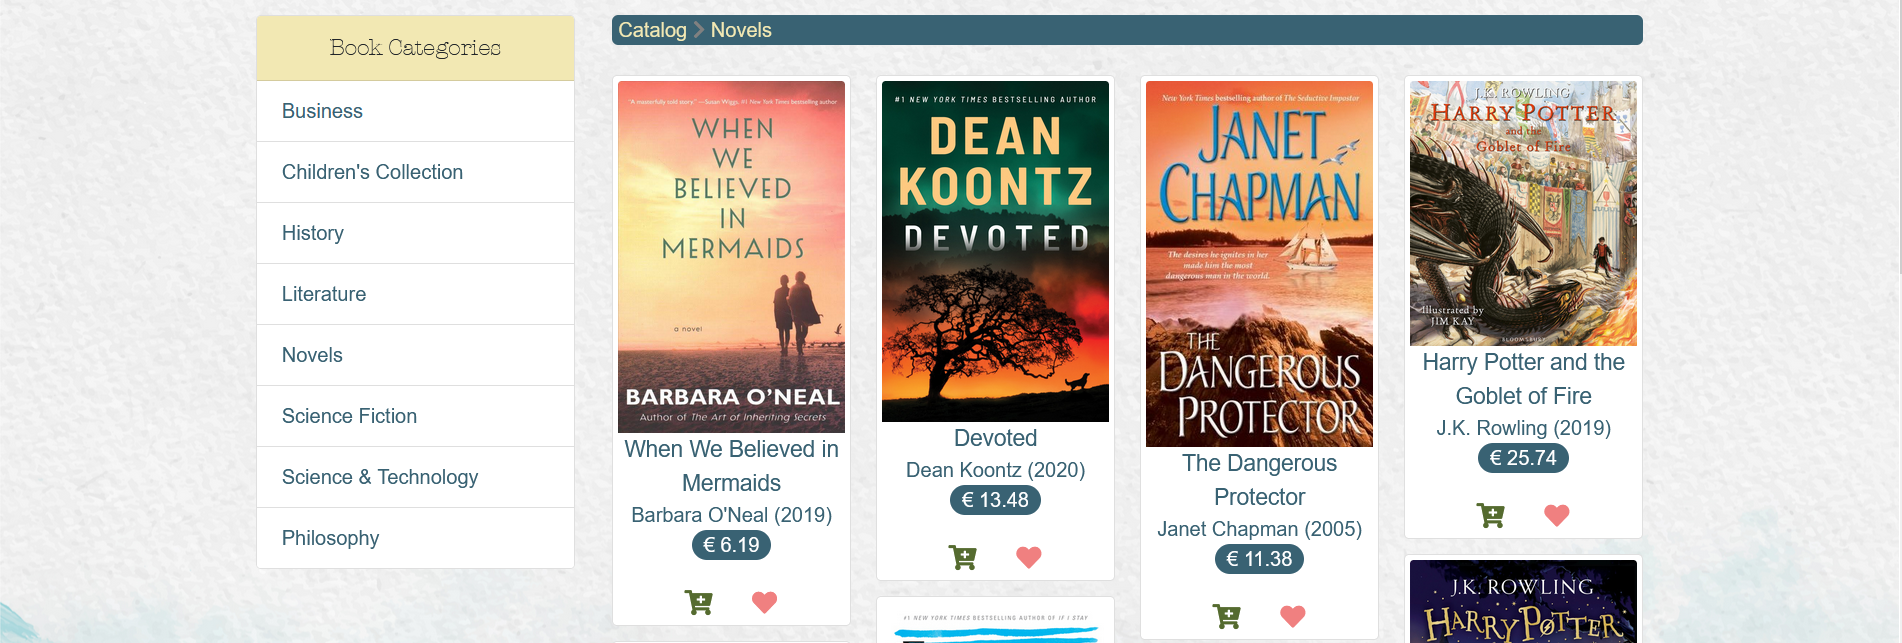 Book Categories
Business
Children's Collection
History
Literature
Novels
Science Fiction
Science & Technology
Philosophy
Catalog > Novels
"A masterfully told story." —Susan Wiggs, #1 New York Times bestselling author
WHEN
WE
BELIEVED
IN
MERMAIDS
a novel
BARBARA O'NEAL
Author of The Art of Inheriting Secrets
When We Believed in
Mermaids
Barbara O'Neal (2019)
€ 6.19
#1 NEW YORK TIMES BESTSELLING AUTHOR
DEAN
KOONTZ
DEVOTED
Devoted
Dean Koontz (2020)
€ 13.48
#1 NEW YORK TIMES BESTSELLING AUTHOR OF IF I STAY
New York Times bestselling author of The Seductive Impostor
JANET
CHAPMAN
The desires he ignites in her
made him the most
dangerous man in the world.
THE
DANGEROUS
PROTECTOR
The Dangerous
Protector
Janet Chapman (2005)
€ 11.38
J.K. ROWLING
HARRY POTTER
and the
Goblet of Fire
Illustrated by
JIM KAY
BLOOMSBURY
Harry Potter and the
Goblet of Fire
J.K. Rowling (2019)
€ 25.74
J.K. ROWLING
HARRY POTTER